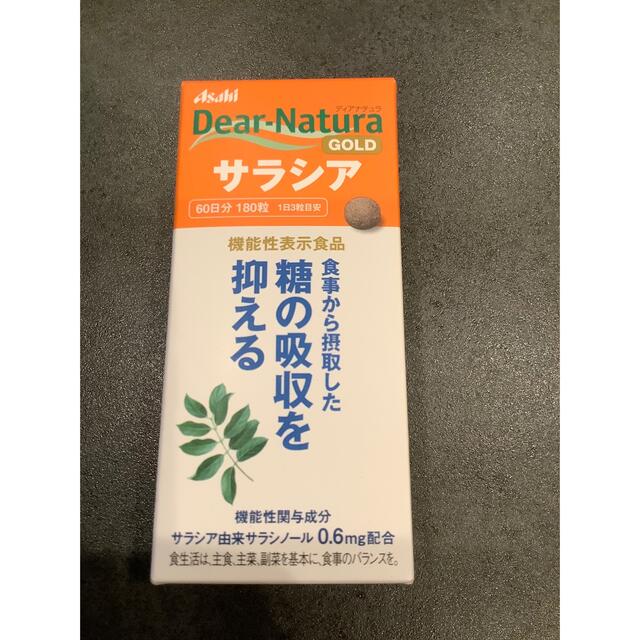 Asahi
ディアナチュラ
Dear-Natura
GOLD
サラシア
60日分 180粒 1日3粒目安
機能性表示食品
食事から摂取した
糖の吸収を
抑える
機能性関与成分
サラシア由来サラシノール 0.6mg配合
食生活は、主食、主菜、副菜を基本に、食事のバランスを。